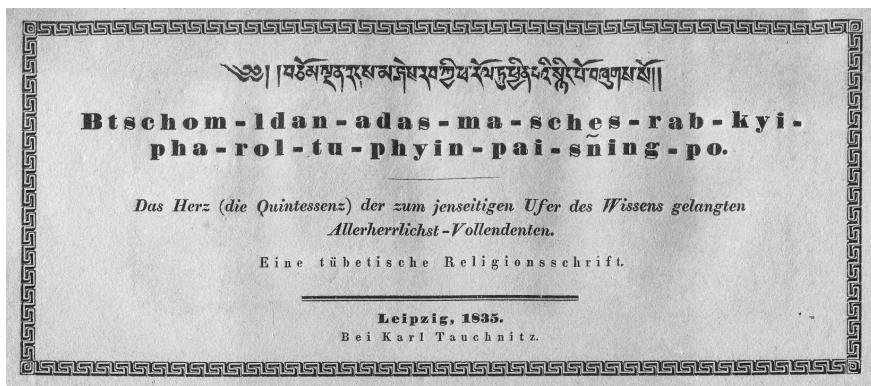 ༄༅། །བཅོམ་ལྡན་འདས་མ་ཤེས་རབ་ཀྱི་ཕ་རོལ་ཏུ་ཕྱིན་པའི་སྙིང་པོ་བཞུགས་སོ།།
Btschom-ldan-adas-ma-sches-rab-kyi-
pha-rol-tu-phyin-pai-sñing-po.
Das Herz (die Quintessenz) der zum jenseitigen Ufer des Wissens gelangten
Allerherrlichst-Vollendenten.
Eine tübetische Religionsschrift.
Leipzig, 1835.
Bei Karl Tauchnitz.